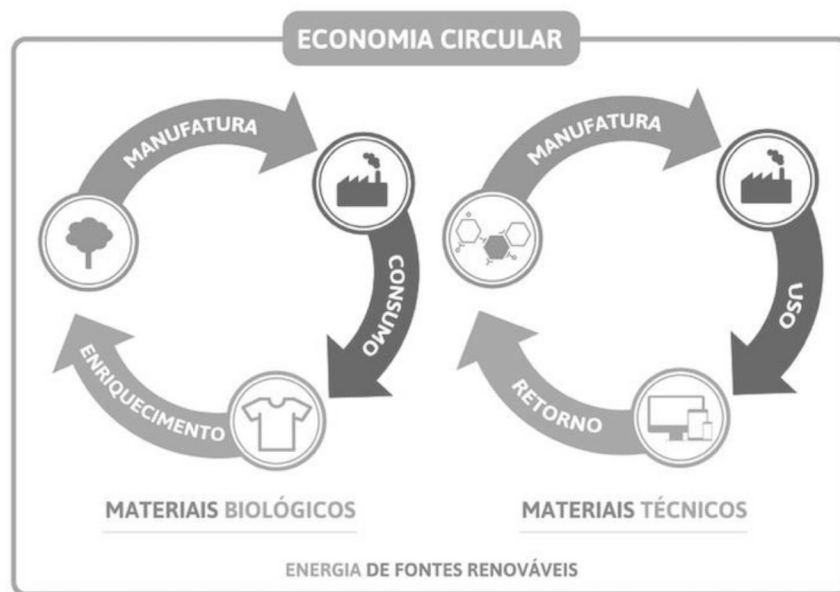 ECONOMIA CIRCULAR
MANUFATURA
CONSUMO
ENRIQUECIMENTO
MATERIAIS BIOLÓGICOS
MANUFATURA
USO
RETORNO
MATERIAIS TÉCNICOS
ENERGIA DE FONTES RENOVÁVEIS